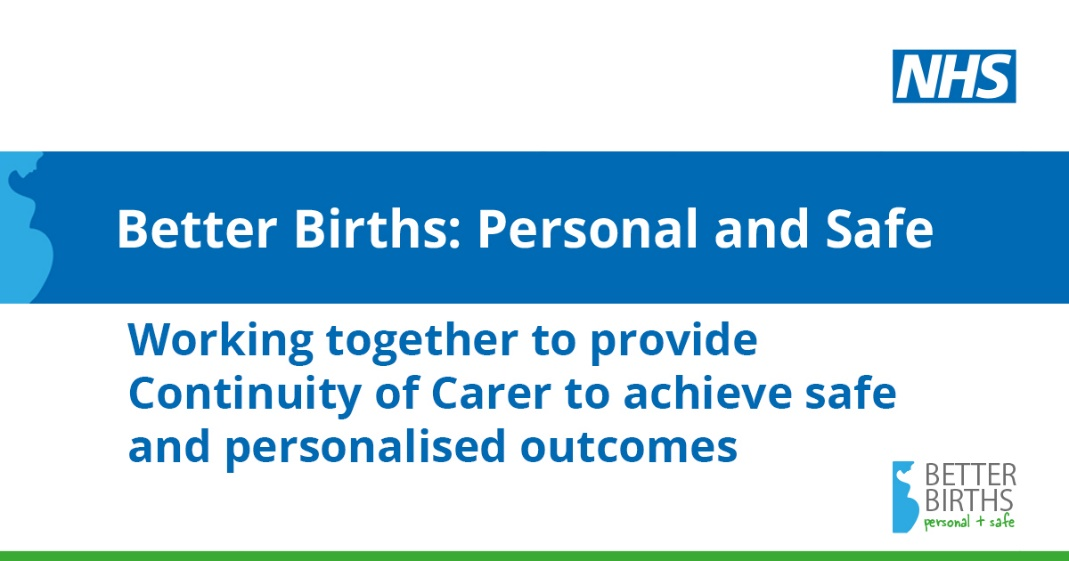 NHS
Better Births: Personal and Safe
Working together to provide
Continuity of Carer to achieve safe
and personalised outcomes
BETTER
BIRTHS
personal + safe